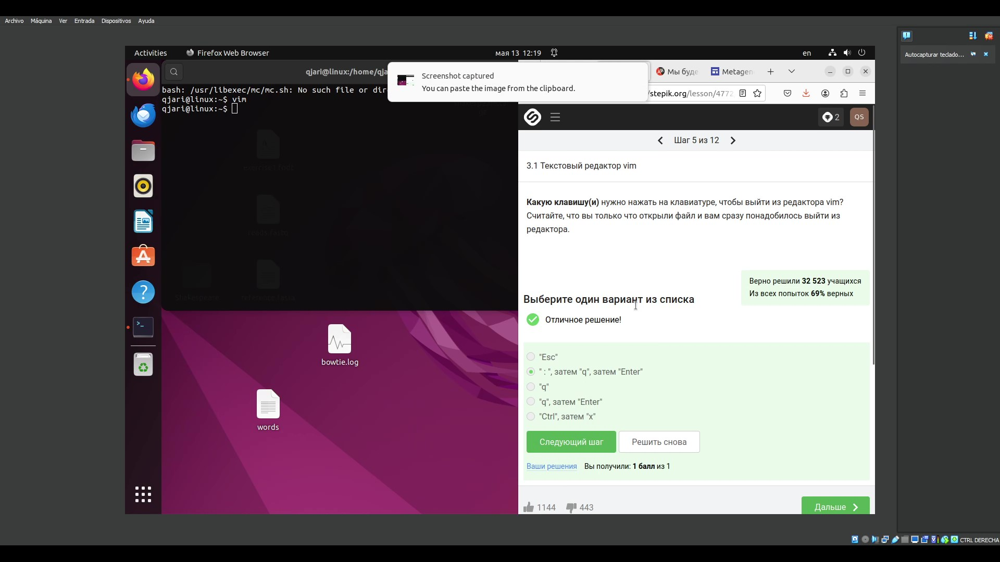 Archivo Máquina Ver Entrada Dispositivos Ayuda
Autocapturar teclado...
Activities Firefox Web Browser мая 13 12:19 en
qjari@linux:/home/qja
Screenshot captured
You can paste the image from the clipboard.
Мы буде Metagen
bash: /usr/libexec/mc/mc.sh: No such file or dir
qjari@linux:~$ vim
qjari@linux:~$
/stepik.org/lesson/4772
2 QS
Шаг 5 из 12
3.1 Текстовый редактор vim
Какую клавишу(и) нужно нажать на клавиатуре, чтобы выйти из редактора vim?
Считайте, что вы только что открыли файл и вам сразу понадобилось выйти из
редактора.
Верно решили 32 523 учащихся
Из всех попыток 69% верных
Выберите один вариант из списка
Отличное решение!
"Esc"
" : ", затем "q", затем "Enter"
"q"
"q", затем "Enter"
"Ctrl", затем "x"
Следующий шаг Решить снова
Ваши решения Вы получили: 1 балл из 1
1144 443
Дальше
reads.fastq
Shakespeare reference.fasta
bowtie.log
words
CTRL DERECHA